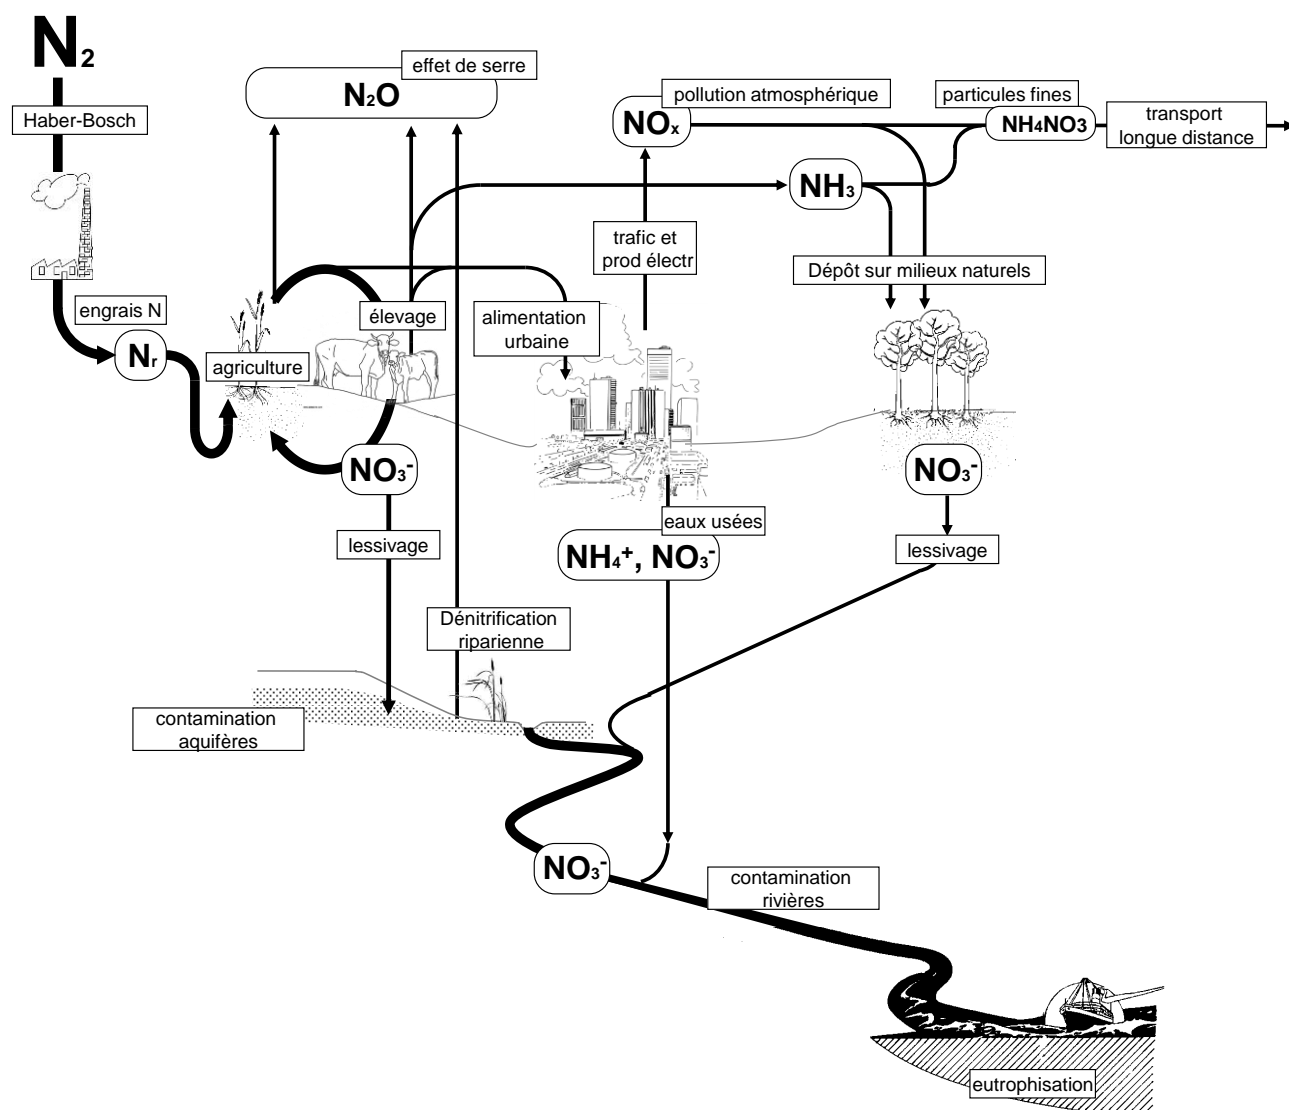 N2
effet de serre
N2O
Haber-Bosch
pollution atmosphérique
NOx
particules fines
NH4NO3
transport
longue distance
NH3
trafic et
prod électr
Dépôt sur milieux naturels
engrais N
Nr
agriculture
élevage
alimentation
urbaine
NO3-
lessivage
eaux usées
NH4+, NO3-
NO3-
lessivage
Dénitrification
riparienne
contamination
aquifères
NO3-
contamination
rivières
eutrophisation